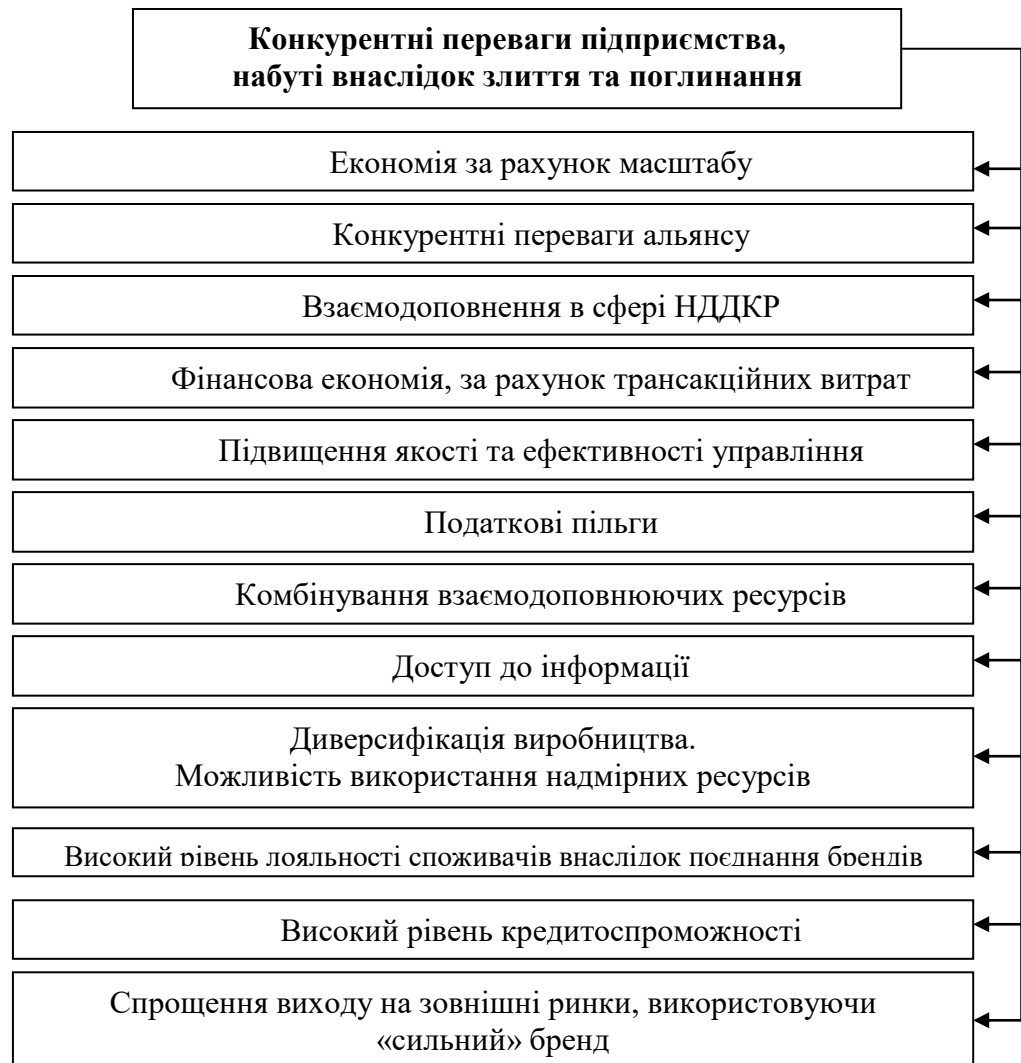 Конкурентні переваги підприємства,
набуті внаслідок злиття та поглинання
Економія за рахунок масштабу
Конкурентні переваги альянсу
Взаємодоповнення в сфері НДДКР
Фінансова економія, за рахунок трансакційних витрат
Підвищення якості та ефективності управління
Податкові пільги
Комбінування взаємодоповнюючих ресурсів
Доступ до інформації
Диверсифікація виробництва.
Можливість використання надмірних ресурсів
Високий рівень лояльності споживачів внаслідок поєднання брендів
Високий рівень кредитоспроможності
Спрощення виходу на зовнішні ринки, використовуючи
«сильний» бренд